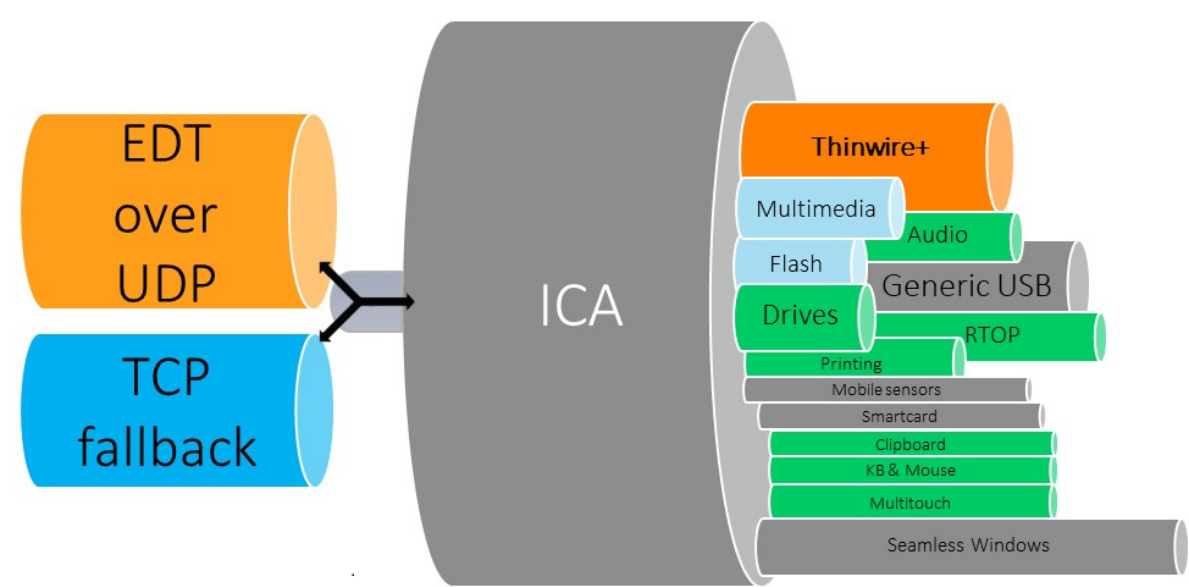 EDT
over
UDP
TCP
fallback
ICA
Thinwire+
Multimedia
Audio
Flash
Generic USB
Drives
RTOP
Printing
Mobile sensors
Smartcard
Clipboard
KB & Mouse
Multitouch
Seamless Windows